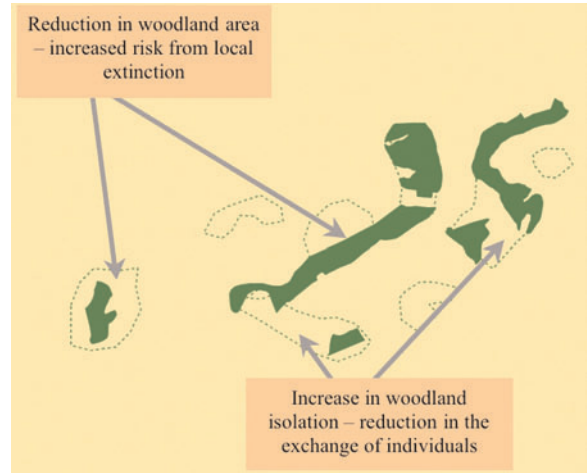 Reduction in woodland area
– increased risk from local
extinction
Increase in woodland
isolation – reduction in the
exchange of individuals